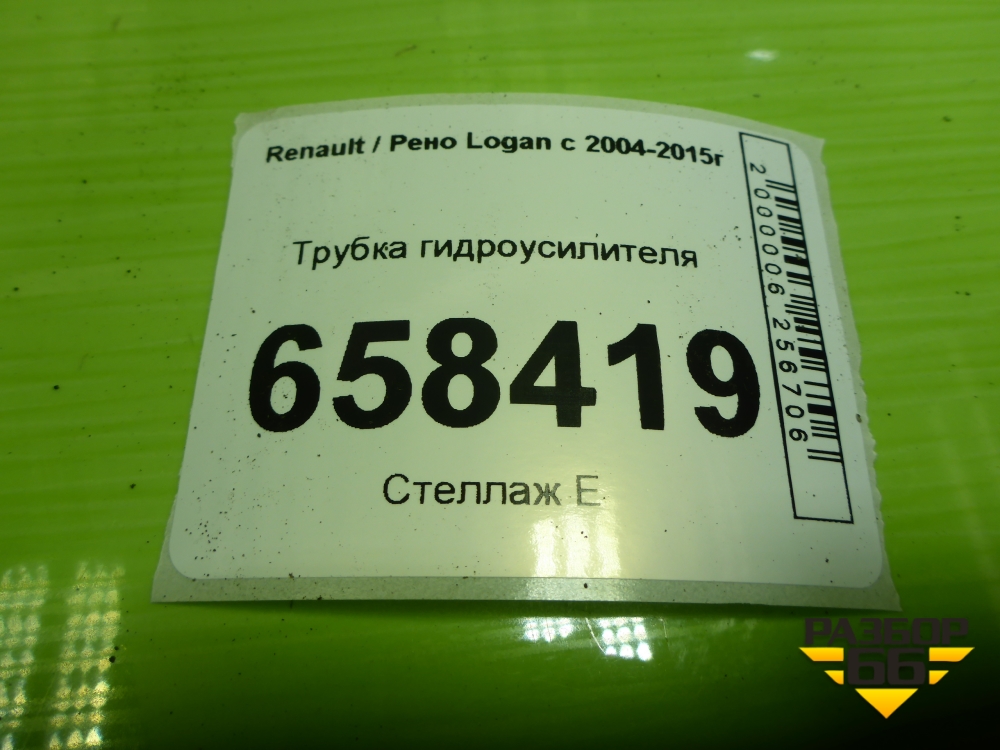 Renault / Рено Logan с 2004-2015г
Трубка гидроусилителя
658419
Стеллаж Е
2000006256706
РАЗБОР
66